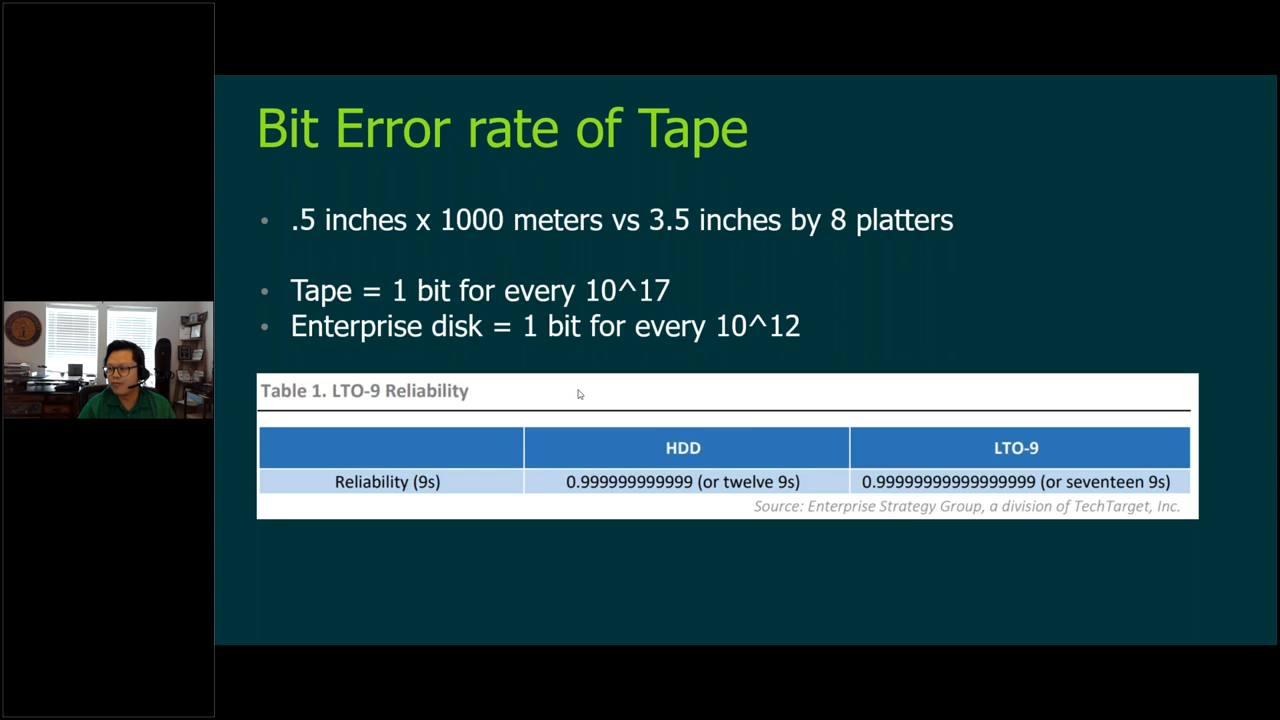 Bit Error rate of Tape
• .5 inches x 1000 meters vs 3.5 inches by 8 platters
• Tape = 1 bit for every 10^17
• Enterprise disk = 1 bit for every 10^12
Table 1. LTO-9 Reliability
HDD LTO-9
Reliability (9s) 0.999999999999 (or twelve 9s) 0.99999999999999999 (or seventeen 9s)
Source: Enterprise Strategy Group, a division of TechTarget, Inc.